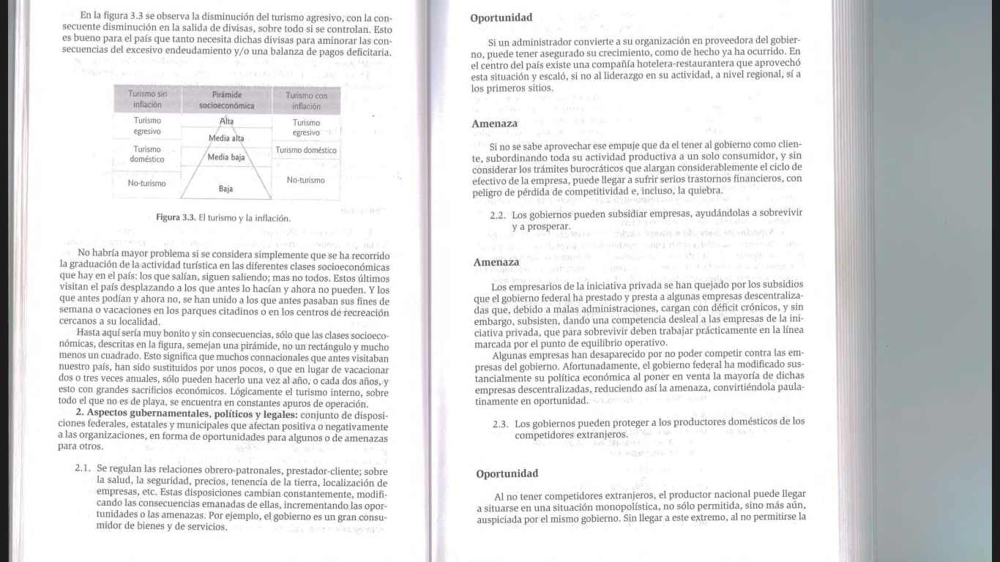 En la figura 3.3 se observa la disminución del turismo agresivo, con la con-
secuente disminución en la salida de divisas, sobre todo si se controlan. Esto
es bueno para el país que tanto necesita dichas divisas para aminorar las con-
secuencias del excesivo endeudamiento y/o una balanza de pagos deficitaria.
Turismo sin
inflación
Pirámide
socioeconómica
Turismo con
inflación
Turismo
egresivo
Alta
Turismo
egresivo
Media alta
Turismo
doméstico
Media baja
Turismo doméstico
No-turismo
Baja
No-turismo
Figura 3.3. El turismo y la inflación.
No habría mayor problema si se considera simplemente que se ha recorrido
la graduación de la actividad turística en las diferentes clases socioeconómicas
que hay en el país: los que salían, siguen saliendo; mas no todos. Estos últimos
visitan el país desplazando a los que antes lo hacían y ahora no pueden. Y los
que antes podían y ahora no, se han unido a los que antes pasaban sus fines de
semana o vacaciones en los parques citadinos o en los centros de recreación
cercanos a su localidad.
Hasta aquí sería muy bonito y sin consecuencias, sólo que las clases socioeco-
nómicas, descritas en la figura, semejan una pirámide, no un rectángulo y mucho
menos un cuadrado. Esto significa que muchos connacionales que antes visitaban
nuestro país, han sido sustituidos por unos pocos, o que en lugar de vacacionar
dos o tres veces anuales, sólo pueden hacerlo una vez al año, o cada dos años, y
esto con grandes sacrificios económicos. Lógicamente el turismo interno, sobre
todo el que no es de playa, se encuentra en constantes apuros de operación.
2. Aspectos gubernamentales, políticos y legales: conjunto de disposi-
ciones federales, estatales y municipales que afectan positiva o negativamente
a las organizaciones, en forma de oportunidades para algunos o de amenazas
para otros.
2.1. Se regulan las relaciones obrero-patronales, prestador-cliente; sobre
la salud, la seguridad, precios, tenencia de la tierra, localización de
empresas, etc. Estas disposiciones cambian constantemente, modifi-
cando las consecuencias emanadas de ellas, incrementando las opor-
tunidades o las amenazas. Por ejemplo, el gobierno es un gran consu-
midor de bienes y de servicios.
Oportunidad
Si un administrador convierte a su organización en proveedora del gobier-
no, puede tener asegurado su crecimiento, como de hecho ya ha ocurrido. En
el centro del país existe una compañía hotelera-restaurantera que aprovechó
esta situación y escaló, si no al liderazgo en su actividad, a nivel regional, sí a
los primeros sitios.
Amenaza
Si no se sabe aprovechar ese empuje que da el tener al gobierno como clien-
te, subordinando toda su actividad productiva a un solo consumidor, y sin
considerar los trámites burocráticos que alargan considerablemente el ciclo de
efectivo de la empresa, puede llegar a sufrir serios trastornos financieros, con
peligro de pérdida de competitividad e, incluso, la quiebra.
2.2. Los gobiernos pueden subsidiar empresas, ayudándolas a sobrevivir
y a prosperar.
Amenaza
Los empresarios de la iniciativa privada se han quejado por los subsidios
que el gobierno federal ha prestado y presta a algunas empresas descentraliza-
das que, debido a malas administraciones, cargan con déficit crónicos, y sin
embargo, subsisten, dando una competencia desleal a las empresas de la ini-
ciativa privada, que para sobrevivir deben trabajar prácticamente en la línea
marcada por el punto de equilibrio operativo.
Algunas empresas han desaparecido por no poder competir contra las em-
presas del gobierno. Afortunadamente, el gobierno federal ha modificado sus-
tancialmente su política económica al poner en venta la mayoría de dichas
empresas descentralizadas, reduciendo así la amenaza, convirtiéndola paula-
tinamente en oportunidad.
2.3. Los gobiernos pueden proteger a los productores domésticos de los
competidores extranjeros.
Oportunidad
Al no tener competidores extranjeros, el productor nacional puede llegar
a situarse en una situación monopolística, no sólo permitida, sino más aún,
auspiciada por el mismo gobierno. Sin llegar a este extremo, al no permitirse la